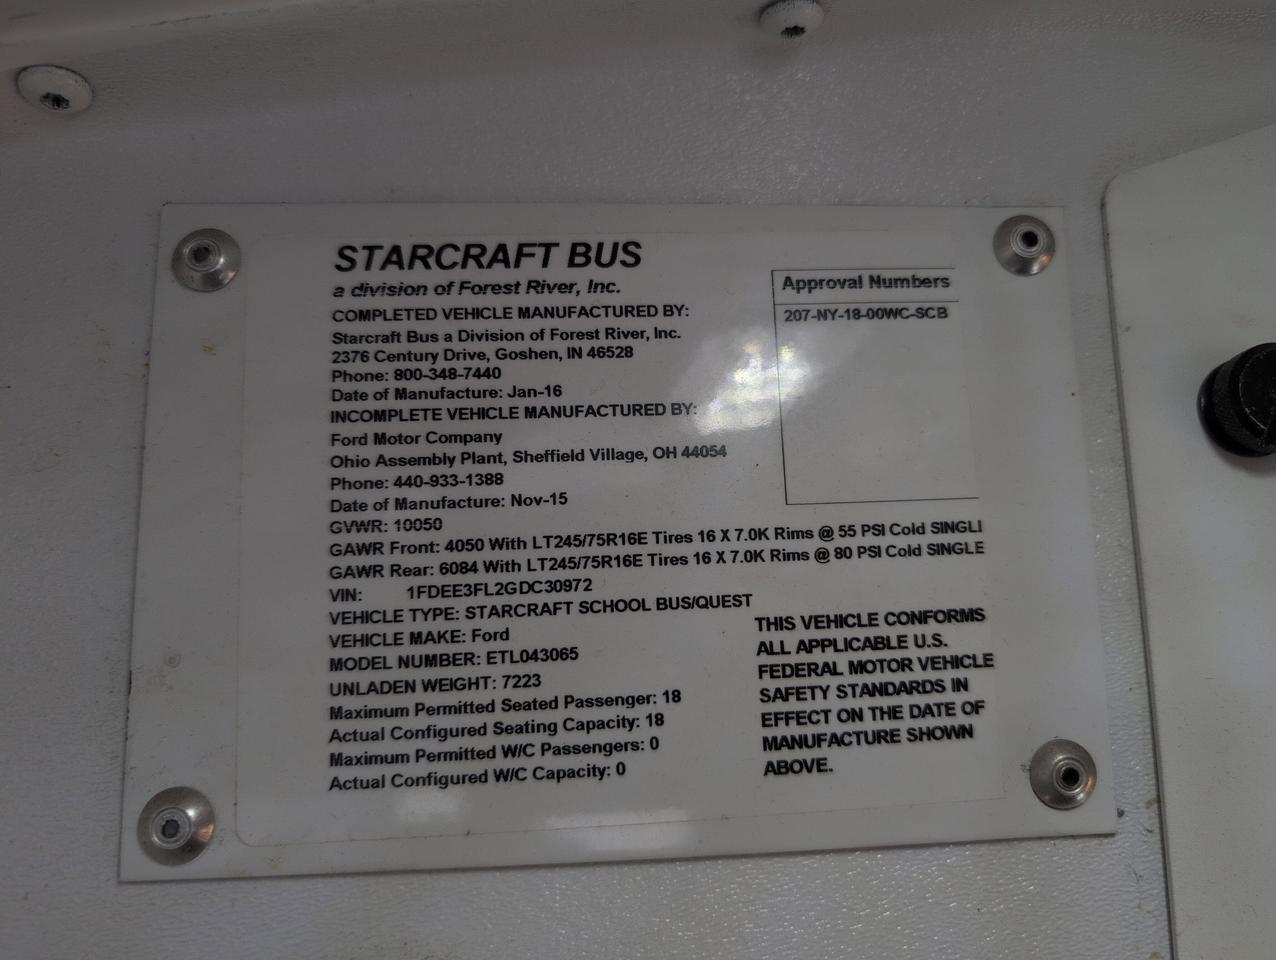 STARCRAFT BUS
a division of Forest River, Inc.
COMPLETED VEHICLE MANUFACTURED BY:
Starcraft Bus a Division of Forest River, Inc.
2376 Century Drive, Goshen, IN 46528
Phone: 800-348-7440
Date of Manufacture: Jan-16
INCOMPLETE VEHICLE MANUFACTURED BY:
Ford Motor Company
Ohio Assembly Plant, Sheffield Village, OH 44054
Phone: 440-933-1388
Date of Manufacture: Nov-15
GVWR: 10050
GAWR Front: 4050 With LT245/75R16E Tires 16 X 7.0K Rims @ 55 PSI Cold SINGLI
GAWR Rear: 6084 With LT245/75R16E Tires 16 X 7.0K Rims @ 80 PSI Cold SINGLE
VIN: 1FDEE3FL2GDC30972
VEHICLE TYPE: STARCRAFT SCHOOL BUS/QUEST
VEHICLE MAKE: Ford
MODEL NUMBER: ETL043065
UNLADEN WEIGHT: 7223
Maximum Permitted Seated Passenger: 18
Actual Configured Seating Capacity: 18
Maximum Permitted W/C Passengers: 0
Actual Configured W/C Capacity: 0
Approval Numbers
207-NY-18-00WC-SCB
THIS VEHICLE CONFORMS
ALL APPLICABLE U.S.
FEDERAL MOTOR VEHICLE
SAFETY STANDARDS IN
EFFECT ON THE DATE OF
MANUFACTURE SHOWN
ABOVE.